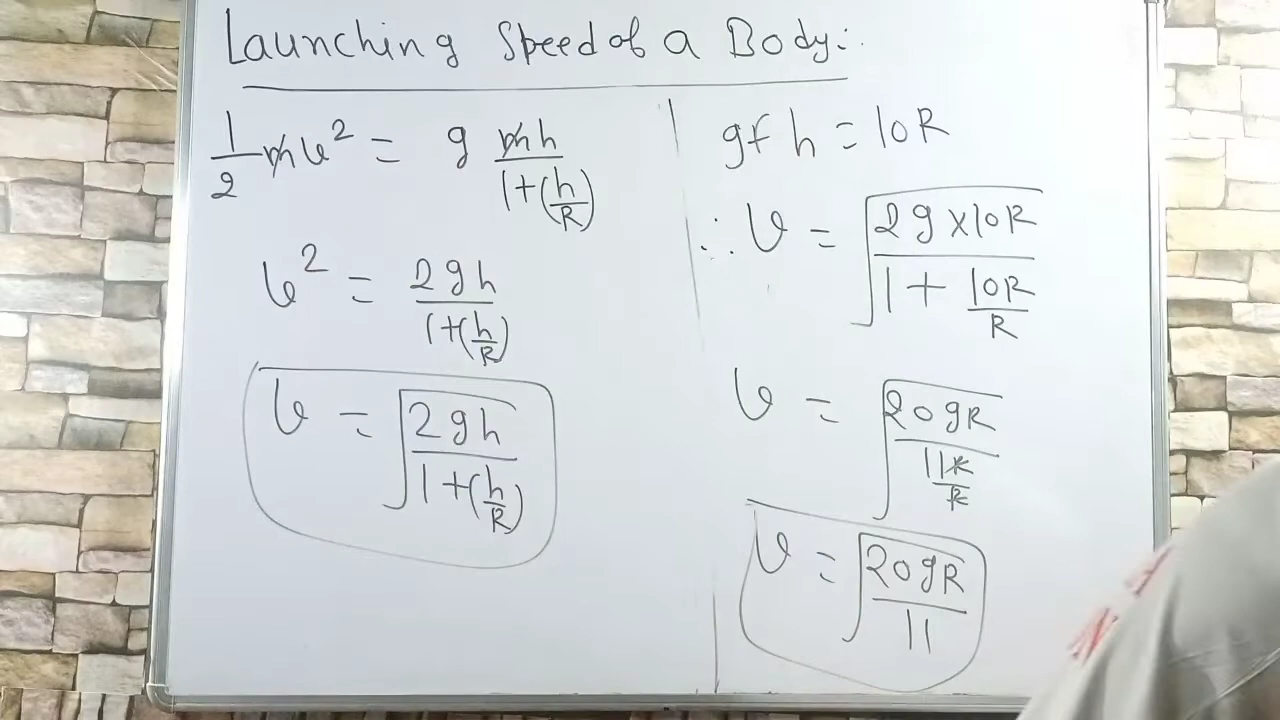 Launching Speed of a Body:
1/2 mv² = g mh / 1+(h/R)
v² = 2gh / 1+(h/R)
v = √(2gh / 1+(h/R))
gf h = 10R
∴ v = √(2g×10R / 1 + 10R/R)
v = √(20gR / 11R/R)
v = √(20gR / 11)